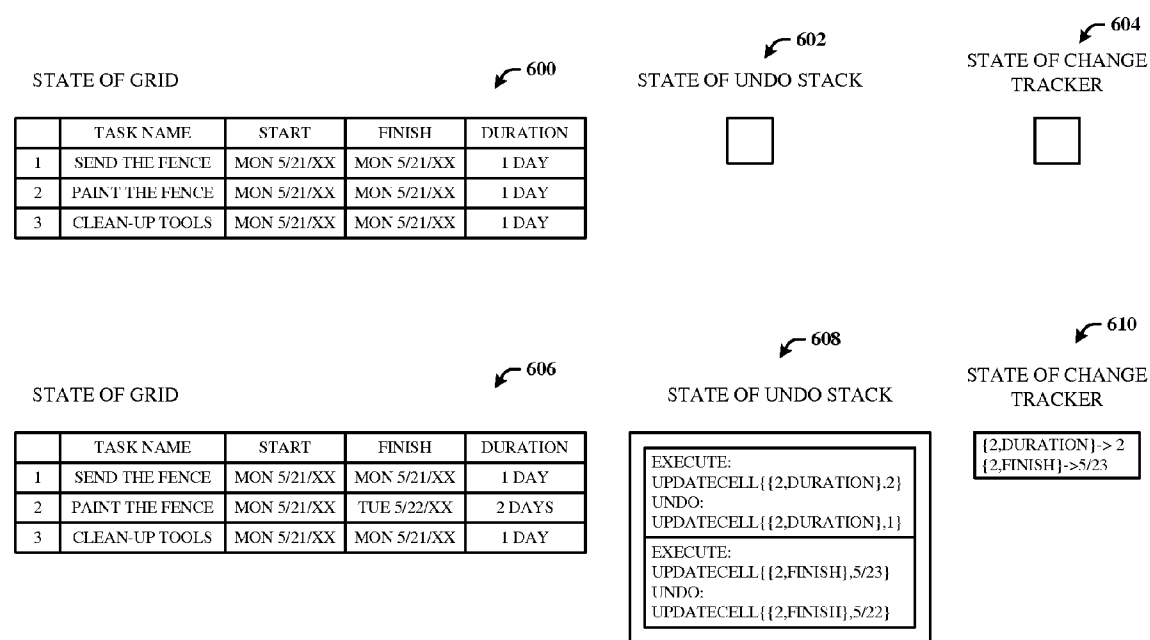 602
604
STATE OF GRID
600
STATE OF UNDO STACK
STATE OF CHANGE
TRACKER
TASK NAME START FINISH DURATION
1 SEND THE FENCE MON 5/21/XX MON 5/21/XX 1 DAY
2 PAINT THE FENCE MON 5/21/XX MON 5/21/XX 1 DAY
3 CLEAN-UP TOOLS MON 5/21/XX MON 5/21/XX 1 DAY
606
608
610
STATE OF GRID
STATE OF UNDO STACK
STATE OF CHANGE
TRACKER
TASK NAME START FINISH DURATION
1 SEND THE FENCE MON 5/21/XX MON 5/21/XX 1 DAY
2 PAINT THE FENCE MON 5/21/XX TUE 5/22/XX 2 DAYS
3 CLEAN-UP TOOLS MON 5/21/XX MON 5/21/XX 1 DAY
EXECUTE:
UPDATECELL{{2,DURATION},2}
UNDO:
UPDATECELL{{2,DURATION},1}
EXECUTE:
UPDATECELL{{2,FINISH},5/23}
UNDO:
UPDATECELL{{2,FINISH},5/22}
{2,DURATION}-> 2
{2,FINISH}->5/23